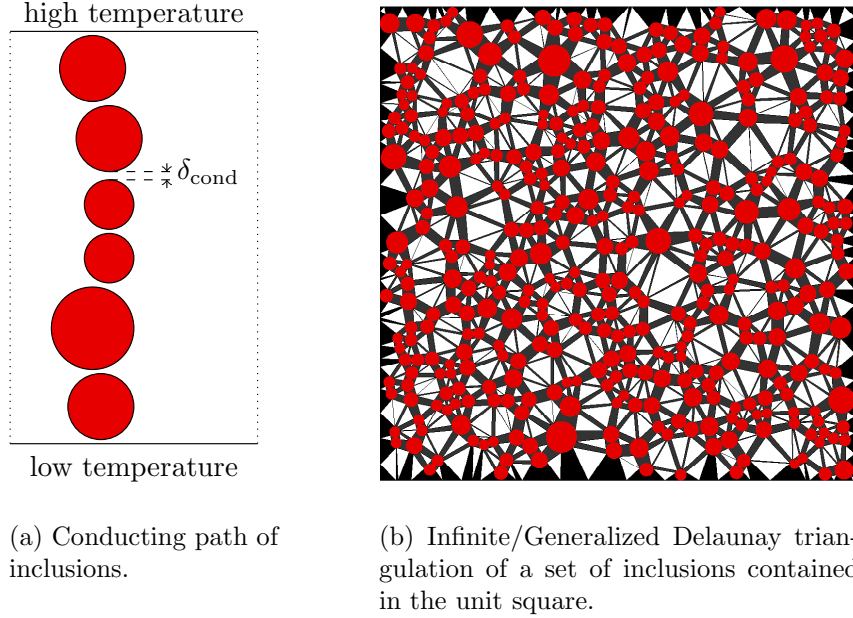 high temperature
δcond
low temperature
(a) Conducting path of
inclusions.
(b) Infinite/Generalized Delaunay trian-
gulation of a set of inclusions contained
in the unit square.